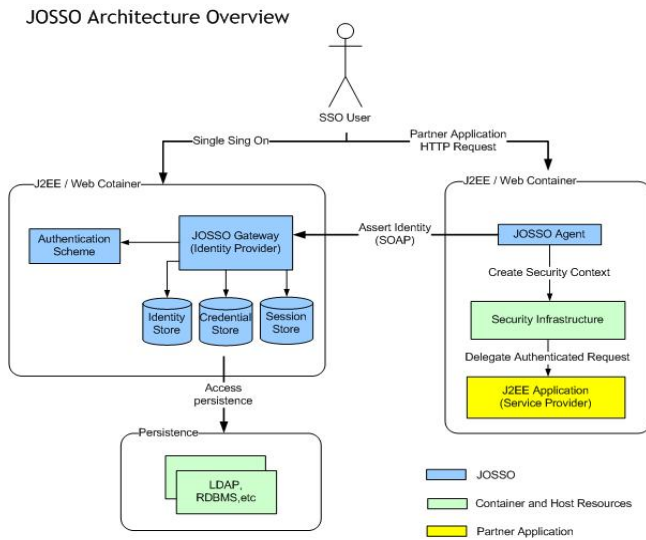 JOSSO Architecture Overview
SSO User
Single Sing On
Partner Application
HTTP Request
J2EE / Web Cotainer
J2EE / Web Container
Authentication
Scheme
JOSSO Gateway
(Identity Provider)
Assert Identity
(SOAP)
JOSSO Agent
Create Security Context
Identity
Store
Credential
Store
Session
Store
Security Infrastructure
Delegate Authenticated Request
Access
persistence
J2EE Application
(Service Provider)
Persistence
LDAP,
RDBMS,etc
JOSSO
Container and Host Resources
Partner Application